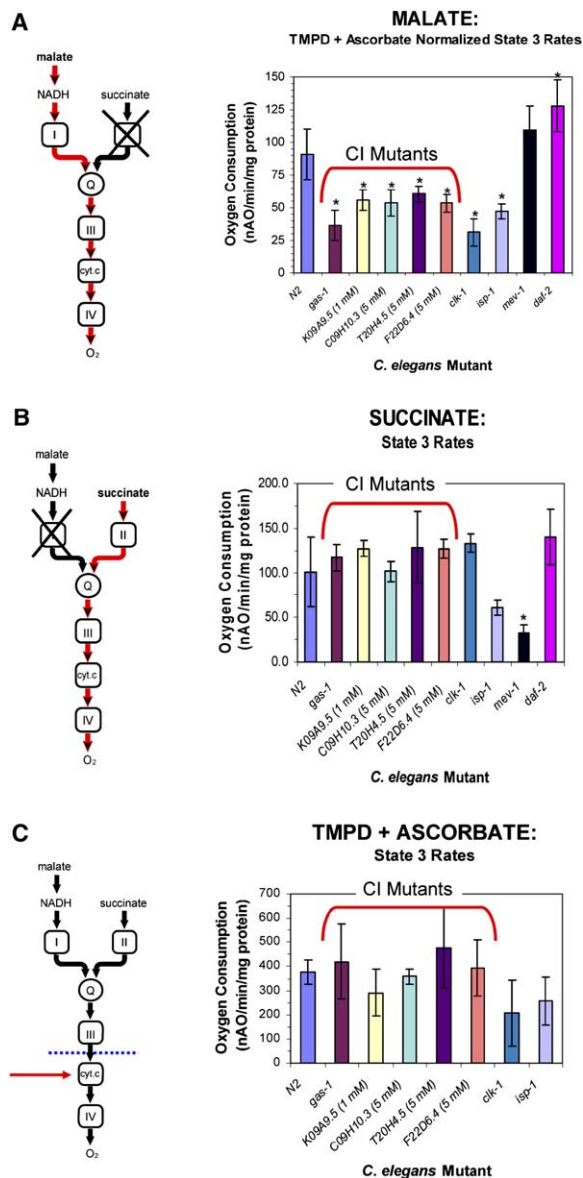 A
malate
NADH
succinate
I
Q
III
cyt.c
IV
O₂
MALATE:
TMPD + Ascorbate Normalized State 3 Rates
Oxygen Consumption
(nAO/min/mg protein)
150
125
100
75
50
25
0
CI Mutants
* * * * * * * *
N2
gas-1
K09A9.5 (1 mM)
C09H10.3 (5 mM)
T20H4.5 (5 mM)
F22D6.4 (5 mM)
clk-1
isp-1
mev-1
daf-2
C. elegans Mutant
B
malate
NADH
succinate
II
Q
III
cyt.c
IV
O₂
SUCCINATE:
State 3 Rates
Oxygen Consumption
(nAO/min/mg protein)
200.0
150.0
100.0
50.0
0.0
CI Mutants
*
N2
gas-1
K09A9.5 (1 mM)
C09H10.3 (5 mM)
T20H4.5 (5 mM)
F22D6.4 (5 mM)
clk-1
isp-1
mev-1
daf-2
C. elegans Mutant
C
malate
NADH
succinate
I
II
Q
III
cyt.c
IV
O₂
TMPD + ASCORBATE:
State 3 Rates
Oxygen Consumption
(nAO/min/mg protein)
700
600
500
400
300
200
100
0
CI Mutants
N2
gas-1
K09A9.5 (1 mM)
C09H10.3 (5 mM)
T20H4.5 (5 mM)
F22D6.4 (5 mM)
clk-1
isp-1
C. elegans Mutant